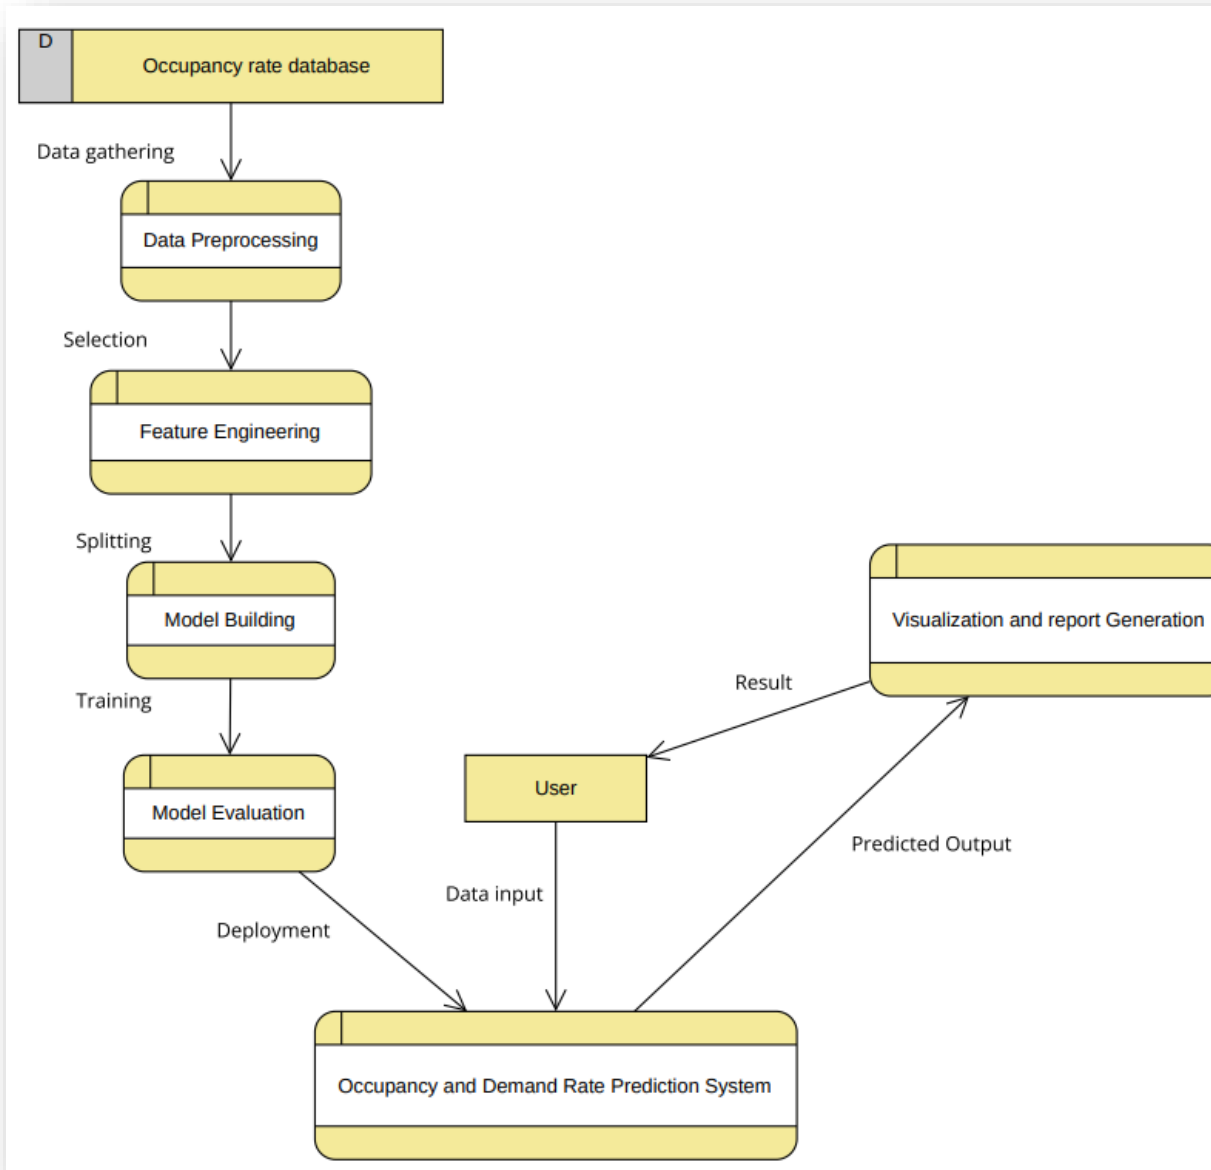 D
Occupancy rate database
Data gathering
Data Preprocessing
Selection
Feature Engineering
Splitting
Model Building
Training
Model Evaluation
Deployment
User
Data input
Occupancy and Demand Rate Prediction System
Predicted Output
Visualization and report Generation
Result